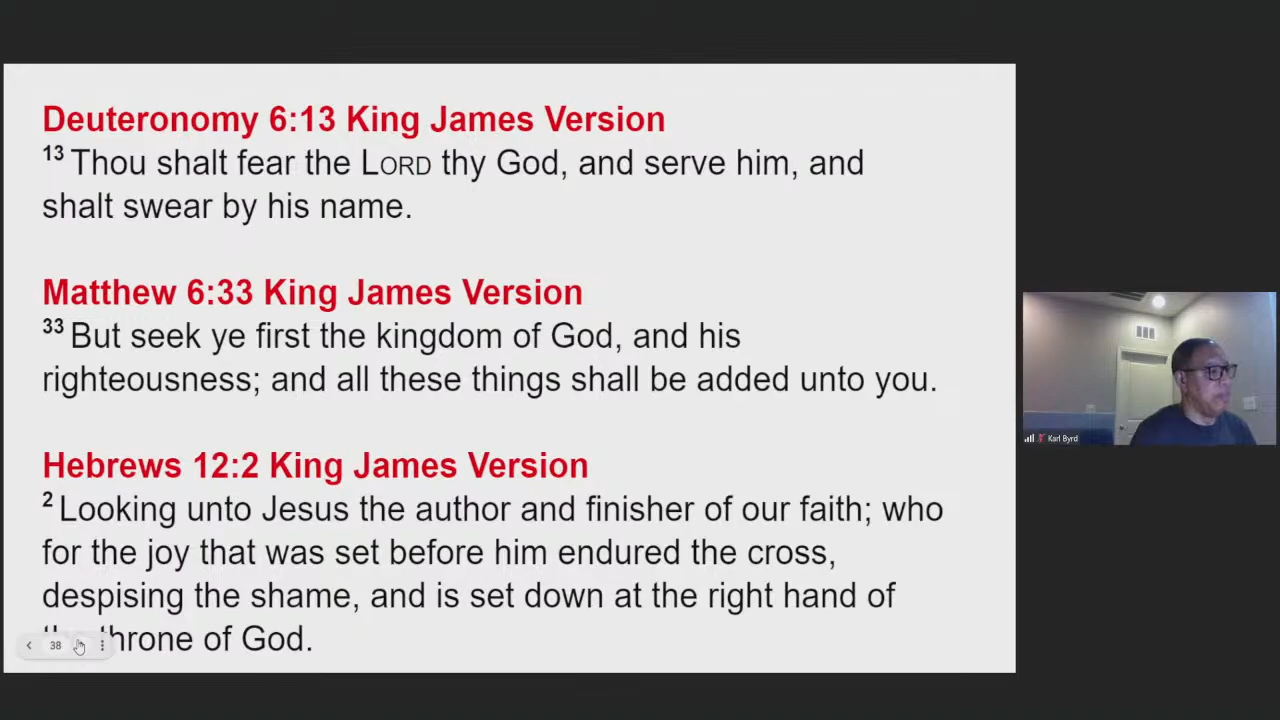 Deuteronomy 6:13 King James Version
13 Thou shalt fear the LORD thy God, and serve him, and
shalt swear by his name.
Matthew 6:33 King James Version
33 But seek ye first the kingdom of God, and his
righteousness; and all these things shall be added unto you.
Hebrews 12:2 King James Version
2 Looking unto Jesus the author and finisher of our faith; who
for the joy that was set before him endured the cross,
despising the shame, and is set down at the right hand of
throne of God.
38
Karl Byrd